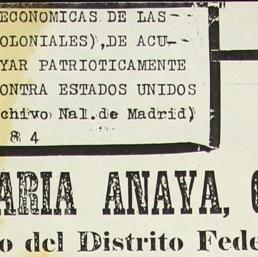 ECONOMICAS DE LAS
OLONIALES), DE ACU-
YAR PATRIOTICAMENTE
ONTRA ESTADOS UNIDOS
chivo Nal. de Madrid)
8 4
ARIA ANAYA, G
o del Distrito Fede